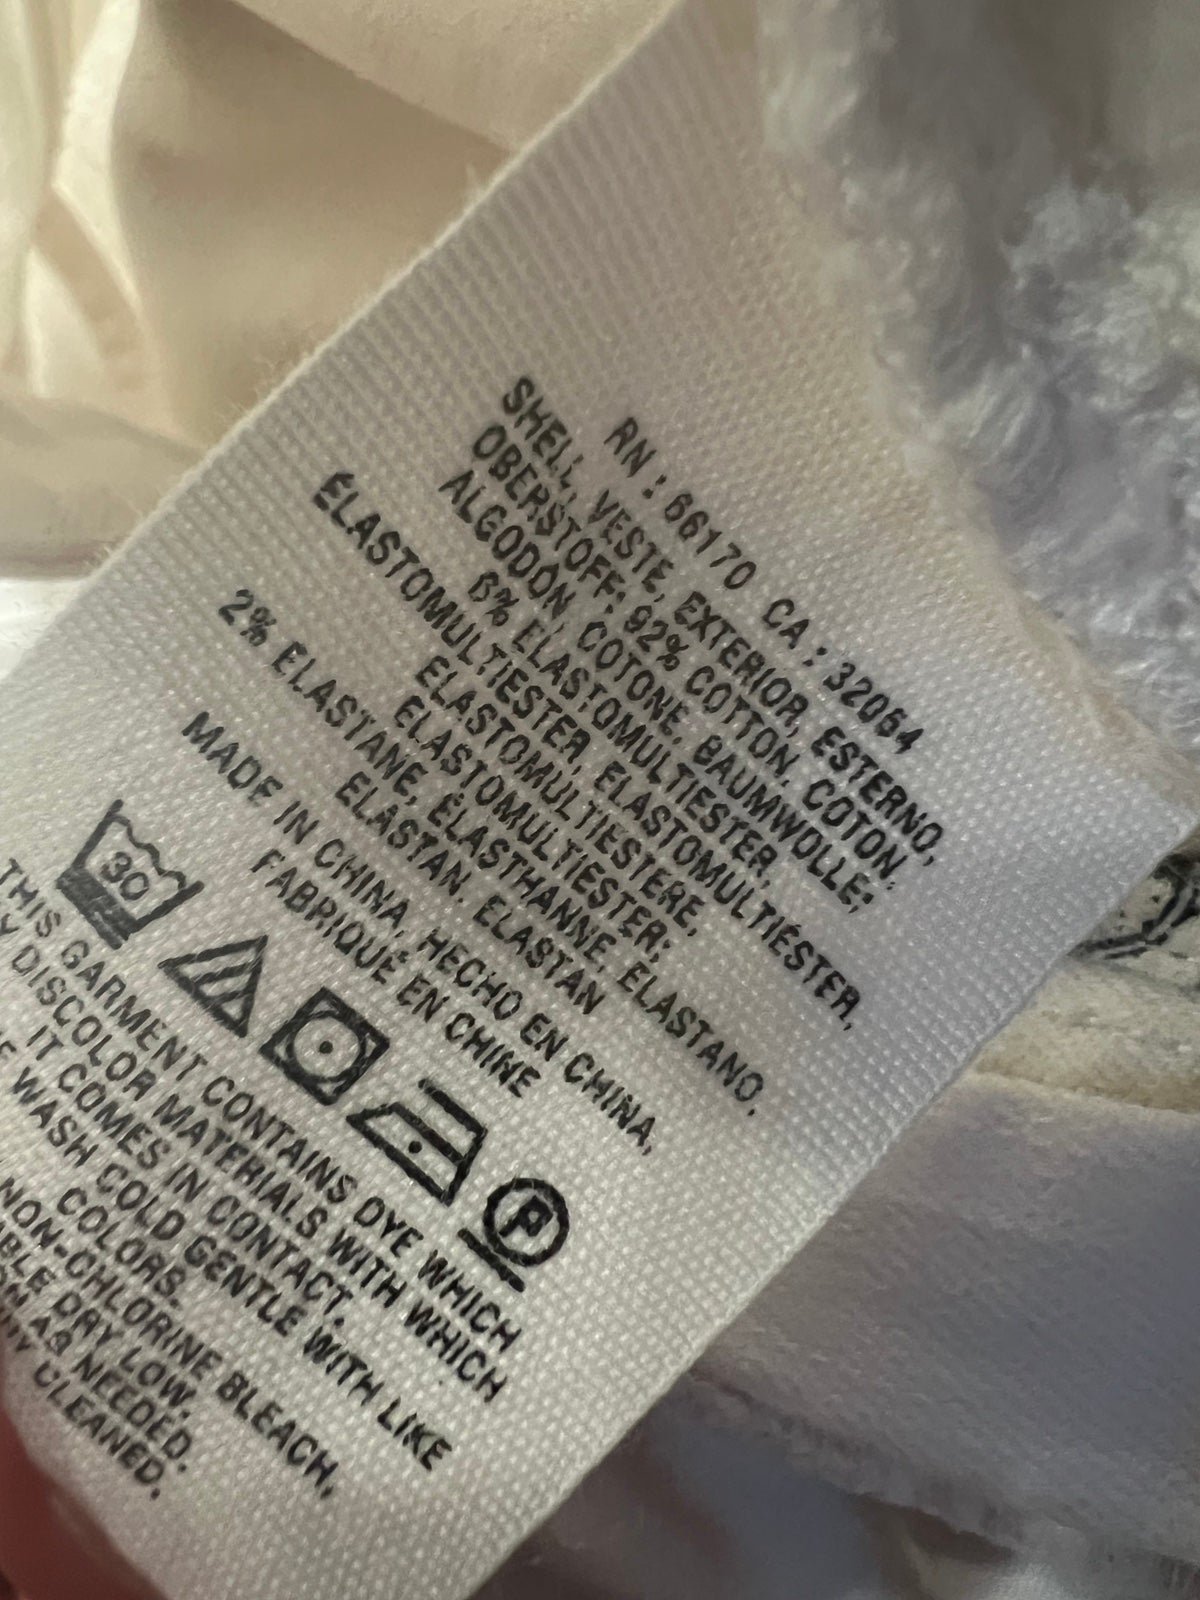 RN : 66170 CA : 32054
SHELL, VESTE, EXTERIOR, ESTERNO,
OBERSTOFF: 92% COTTON, COTON,
ALGODÓN, COTONE, BAUMWOLLE;
6% ELASTOMULTIESTER,
ÉLASTOMULTIESTER, ELASTOMULTIÉSTER,
ELASTOMULTIESTERE,
ELASTOMULTIESTER;
2% ELASTANE, ÉLASTHANNE, ELASTANO,
ELASTAN, ELASTAN
MADE IN CHINA, HECHO EN CHINA,
FABRIQUÉ EN CHINE
30
P
THIS GARMENT CONTAINS DYE WHICH
DISCOLOR MATERIALS WITH WHICH
IT COMES IN CONTACT.
WASH COLD GENTLE WITH LIKE
COLORS.
NON-CHLORINE BLEACH,
DRY LOW.
AS NEEDED.
CLEANED.